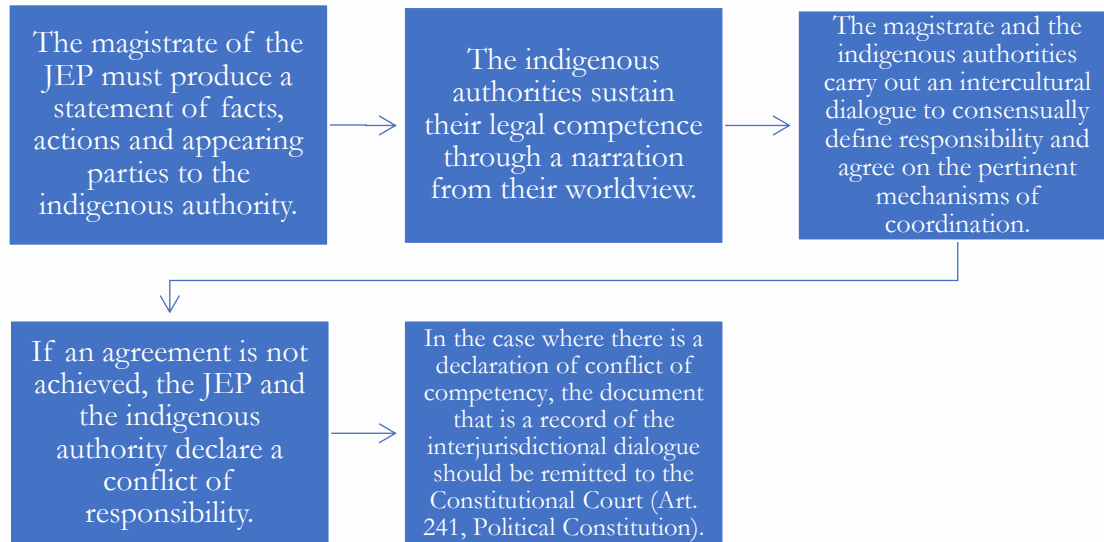 The magistrate of the
JEP must produce a
statement of facts,
actions and appearing
parties to the
indigenous authority.
The indigenous
authorities sustain
their legal competence
through a narration
from their worldview.
The magistrate and the
indigenous authorities
carry out an intercultural
dialogue to consensually
define responsibility and
agree on the pertinent
mechanisms of
coordination.
If an agreement is not
achieved, the JEP and
the indigenous
authority declare a
conflict of
responsibility.
In the case where there is a
declaration of conflict of
competency, the document
that is a record of the
interjurisdictional dialogue
should be remitted to the
Constitutional Court (Art.
241, Political Constitution).